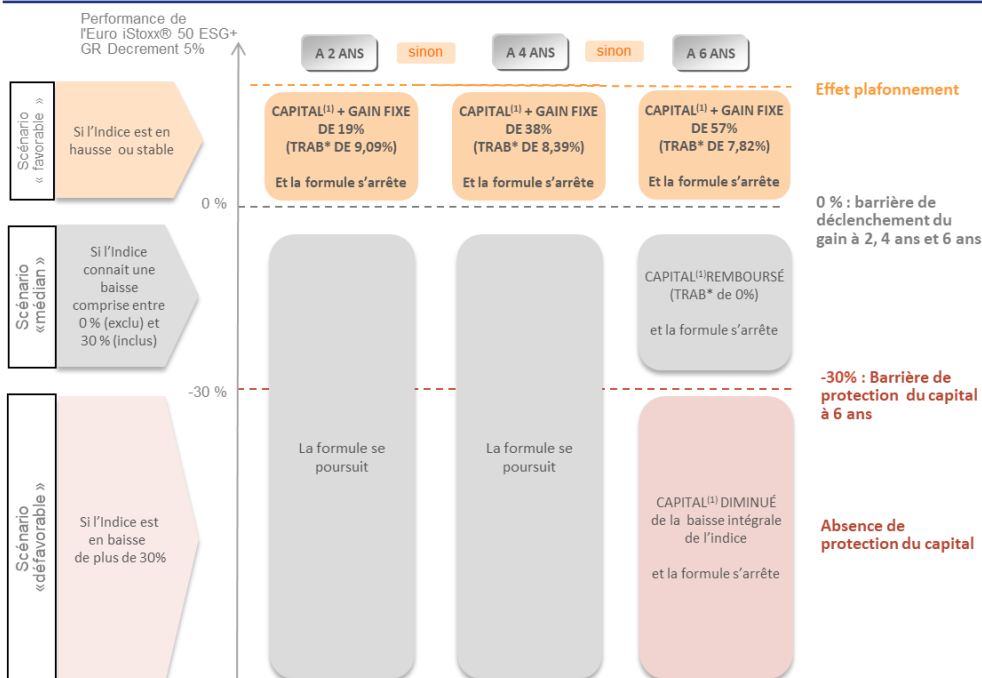 Performance de
l'Euro iStoxx® 50 ESG+
GR Decrement 5%
A 2 ANS
sinon
A 4 ANS
sinon
A 6 ANS
Effet plafonnement
Scénario
« favorable »
Si l'Indice est en
hausse ou stable
CAPITAL(1) + GAIN FIXE
DE 19%
(TRAB* DE 9,09%)
Et la formule s'arrête
CAPITAL(1) + GAIN FIXE
DE 38%
(TRAB* DE 8,39%)
Et la formule s'arrête
CAPITAL(1) + GAIN FIXE
DE 57%
(TRAB* DE 7,82%)
Et la formule s'arrête
0 %
0 % : barrière de
déclenchement du
gain à 2, 4 ans et 6 ans
Scénario
«médian »
Si l'Indice
connait une
baisse
comprise entre
0 % (exclu) et
30 % (inclus)
CAPITAL(1)REMBOURSÉ
(TRAB* de 0%)
et la formule s'arrête
-30 %
-30% : Barrière de
protection du capital
à 6 ans
Scénario
«défavorable »
Si l'Indice est
en baisse
de plus de 30%
La formule se
poursuit
La formule se
poursuit
CAPITAL(1) DIMINUÉ
de la baisse intégrale
de l'indice
et la formule s'arrête
Absence de
protection du capital